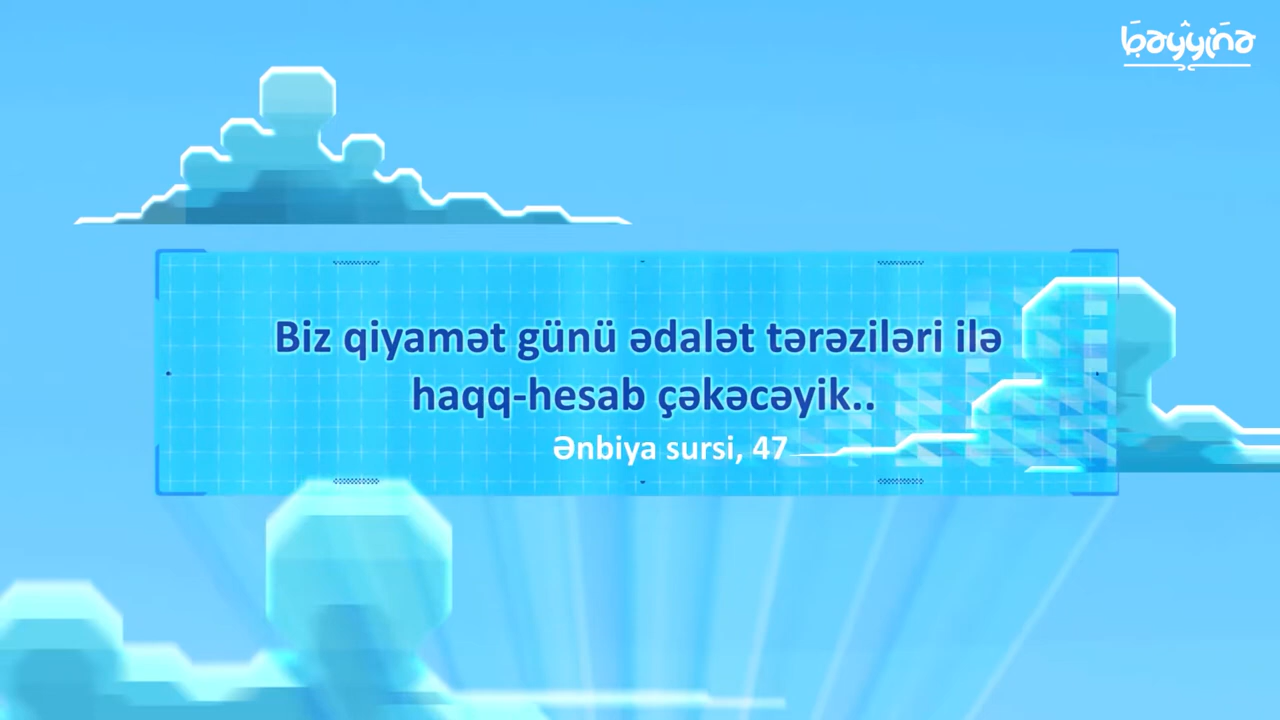 bəyyinə
Biz qiyamət günü ədalət tərəziləri ilə
haqq-hesab çəkəcəyik..
Ənbiya sursi, 47